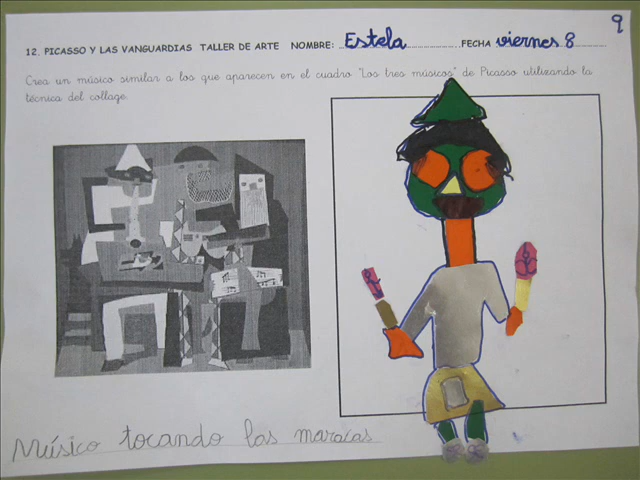 9
12. PICASSO Y LAS VANGUARDIAS TALLER DE ARTE NOMBRE: Estela FECHA viernes 8
Crea un músico similar a los que aparecen en el cuadro "Los tres músicos" de Picasso utilizando la
técnica del collage.
Músico tocando las maracas